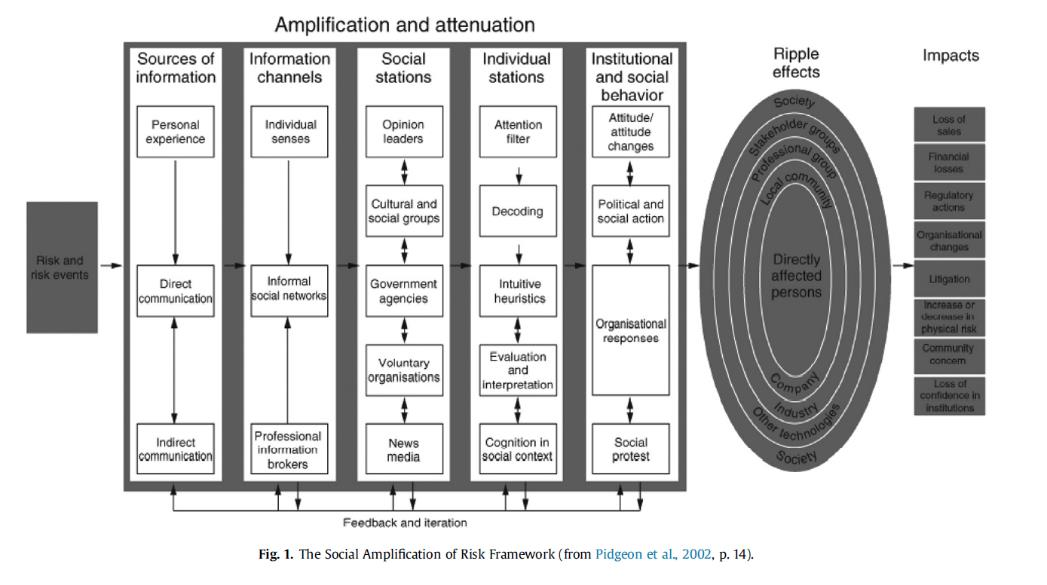 Amplification and attenuation
Risk and
risk events
Sources of
information
Personal
experience
Direct
communication
Indirect
communication
Information
channels
Individual
senses
Informal
social networks
Professional
information
brokers
Social
stations
Opinion
leaders
Cultural and
social groups
Government
agencies
Voluntary
organisations
News
media
Individual
stations
Attention
filter
Decoding
Intuitive
heuristics
Evaluation
and
interpretation
Cognition in
social context
Institutional
and social
behavior
Attitude/
attitude
changes
Political and
social action
Organisational
responses
Social
protest
Feedback and iteration
Ripple
effects
Society
Stakeholder groups
Professional group
Local community
Directly
affected
persons
Company
Industry
Other technologies
Society
Impacts
Loss of
sales
Financial
losses
Regulatory
actions
Organisational
changes
Litigation
Increase or
decrease in
physical risk
Community
concern
Loss of
confidence in
institutions
Fig. 1. The Social Amplification of Risk Framework (from Pidgeon et al., 2002, p. 14).